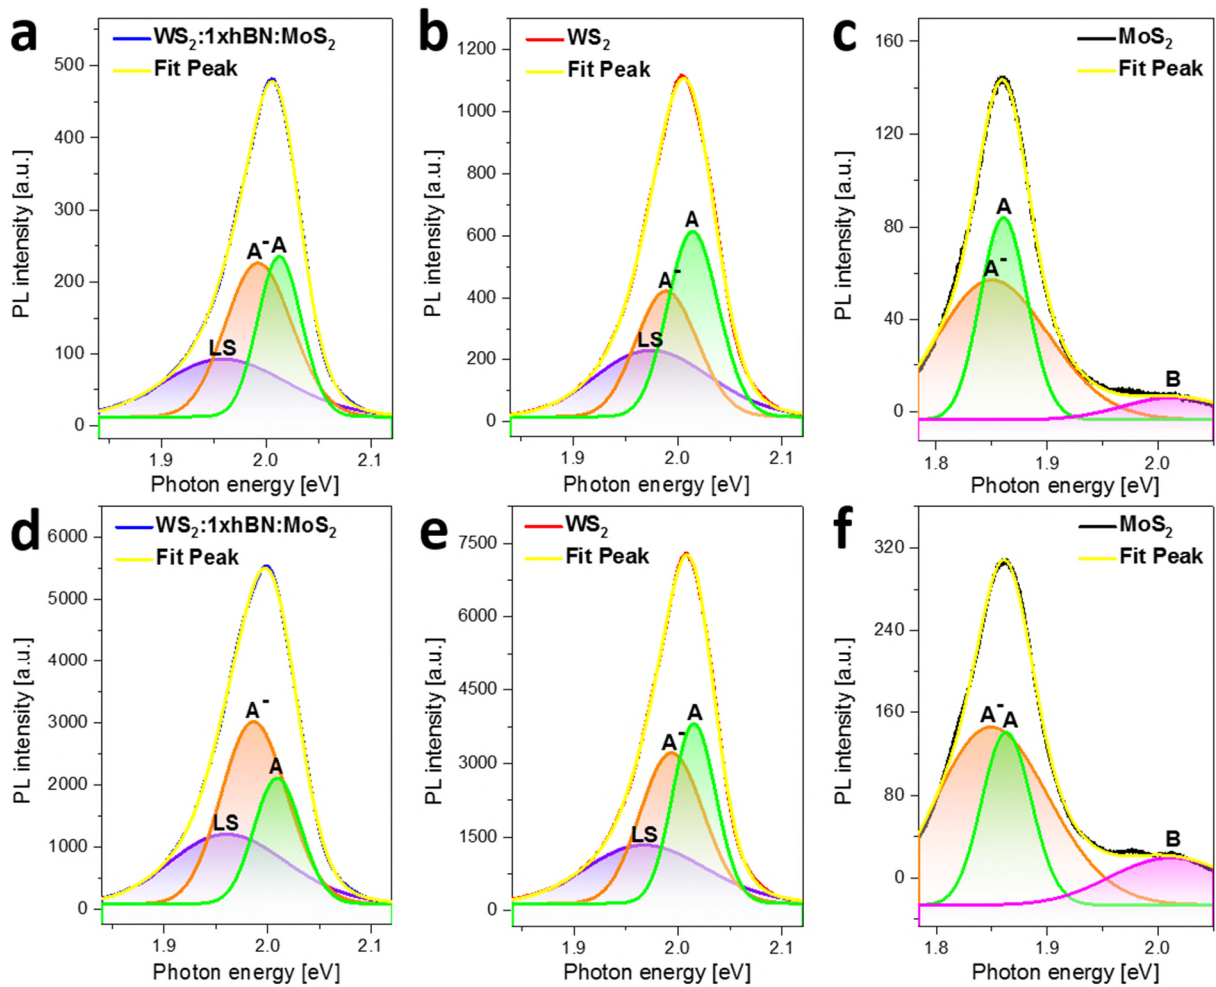 a
WS2:1xhBN:MoS2
Fit Peak
PL intensity [a.u.]
500
400
300
200
100
0
A- A
LS
1.9 2.0 2.1
Photon energy [eV]
b
WS2
Fit Peak
PL intensity [a.u.]
1200
1000
800
600
400
200
0
A
A-
LS
1.9 2.0 2.1
Photon energy [eV]
c
MoS2
Fit Peak
PL intensity [a.u.]
160
120
80
40
0
A
A-
B
1.8 1.9 2.0
Photon energy [eV]
d
WS2:1xhBN:MoS2
Fit Peak
PL intensity [a.u.]
6000
5000
4000
3000
2000
1000
0
A-
A
LS
1.9 2.0 2.1
Photon energy [eV]
e
WS2
Fit Peak
PL intensity [a.u.]
7500
6000
4500
3000
1500
0
A
A-
LS
1.9 2.0 2.1
Photon energy [eV]
f
MoS2
Fit Peak
PL intensity [a.u.]
320
240
160
80
0
A- A
B
1.8 1.9 2.0
Photon energy [eV]